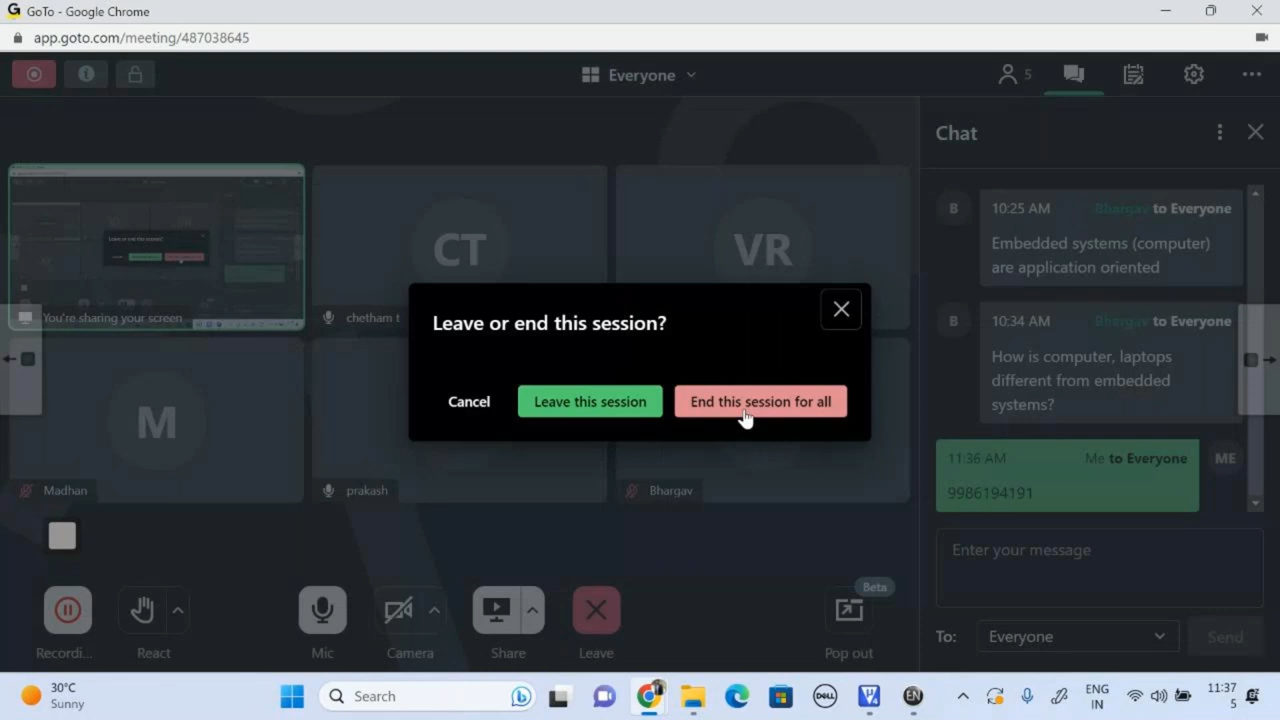 GoTo - Google Chrome
app.goto.com/meeting/487038645
Everyone
5
Chat
B
10:25 AM
Bhargav to Everyone
Embedded systems (computer)
are application oriented
B
10:34 AM
Bhargav to Everyone
How is computer, laptops
different from embedded
systems?
11:36 AM
Me to Everyone
ME
9986194191
Enter your message
To:
Everyone
Send
You're sharing your screen
CT
chetham t
VR
M
Madhan
prakash
Bhargav
Leave or end this session?
Cancel
Leave this session
End this session for all
Recordi...
React
Mic
Camera
Share
Leave
Beta
Pop out
30°C
Sunny
Search
DELL
EN
ENG
IN
11:37
5